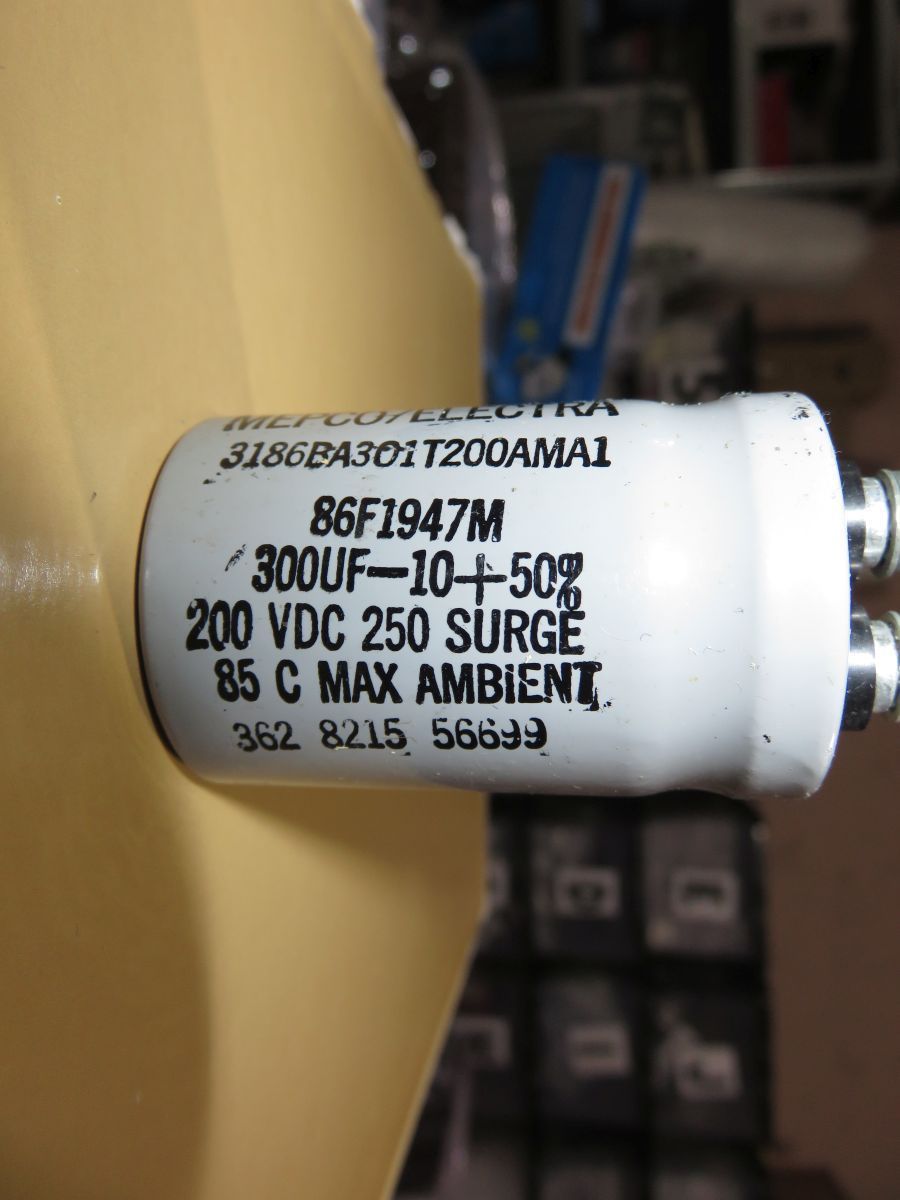 MEPCO/ELECTRA
3186BA301T200AMA1
86F1947M
300UF-10+50%
200 VDC 250 SURGE
85 C MAX AMBiENT
362 8215 56699